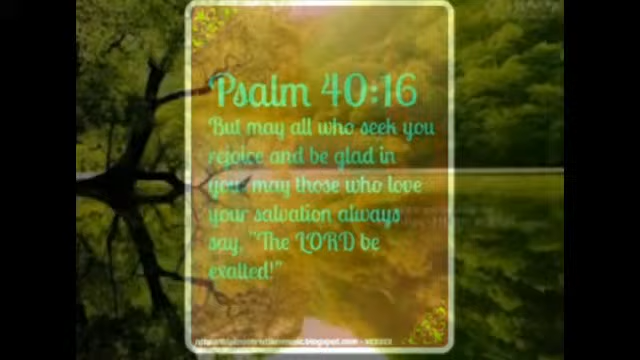 Psalm 40:16
But may all who seek you
rejoice and be glad in
you; may those who love
your salvation always
say, "The LORD be
exalted!"